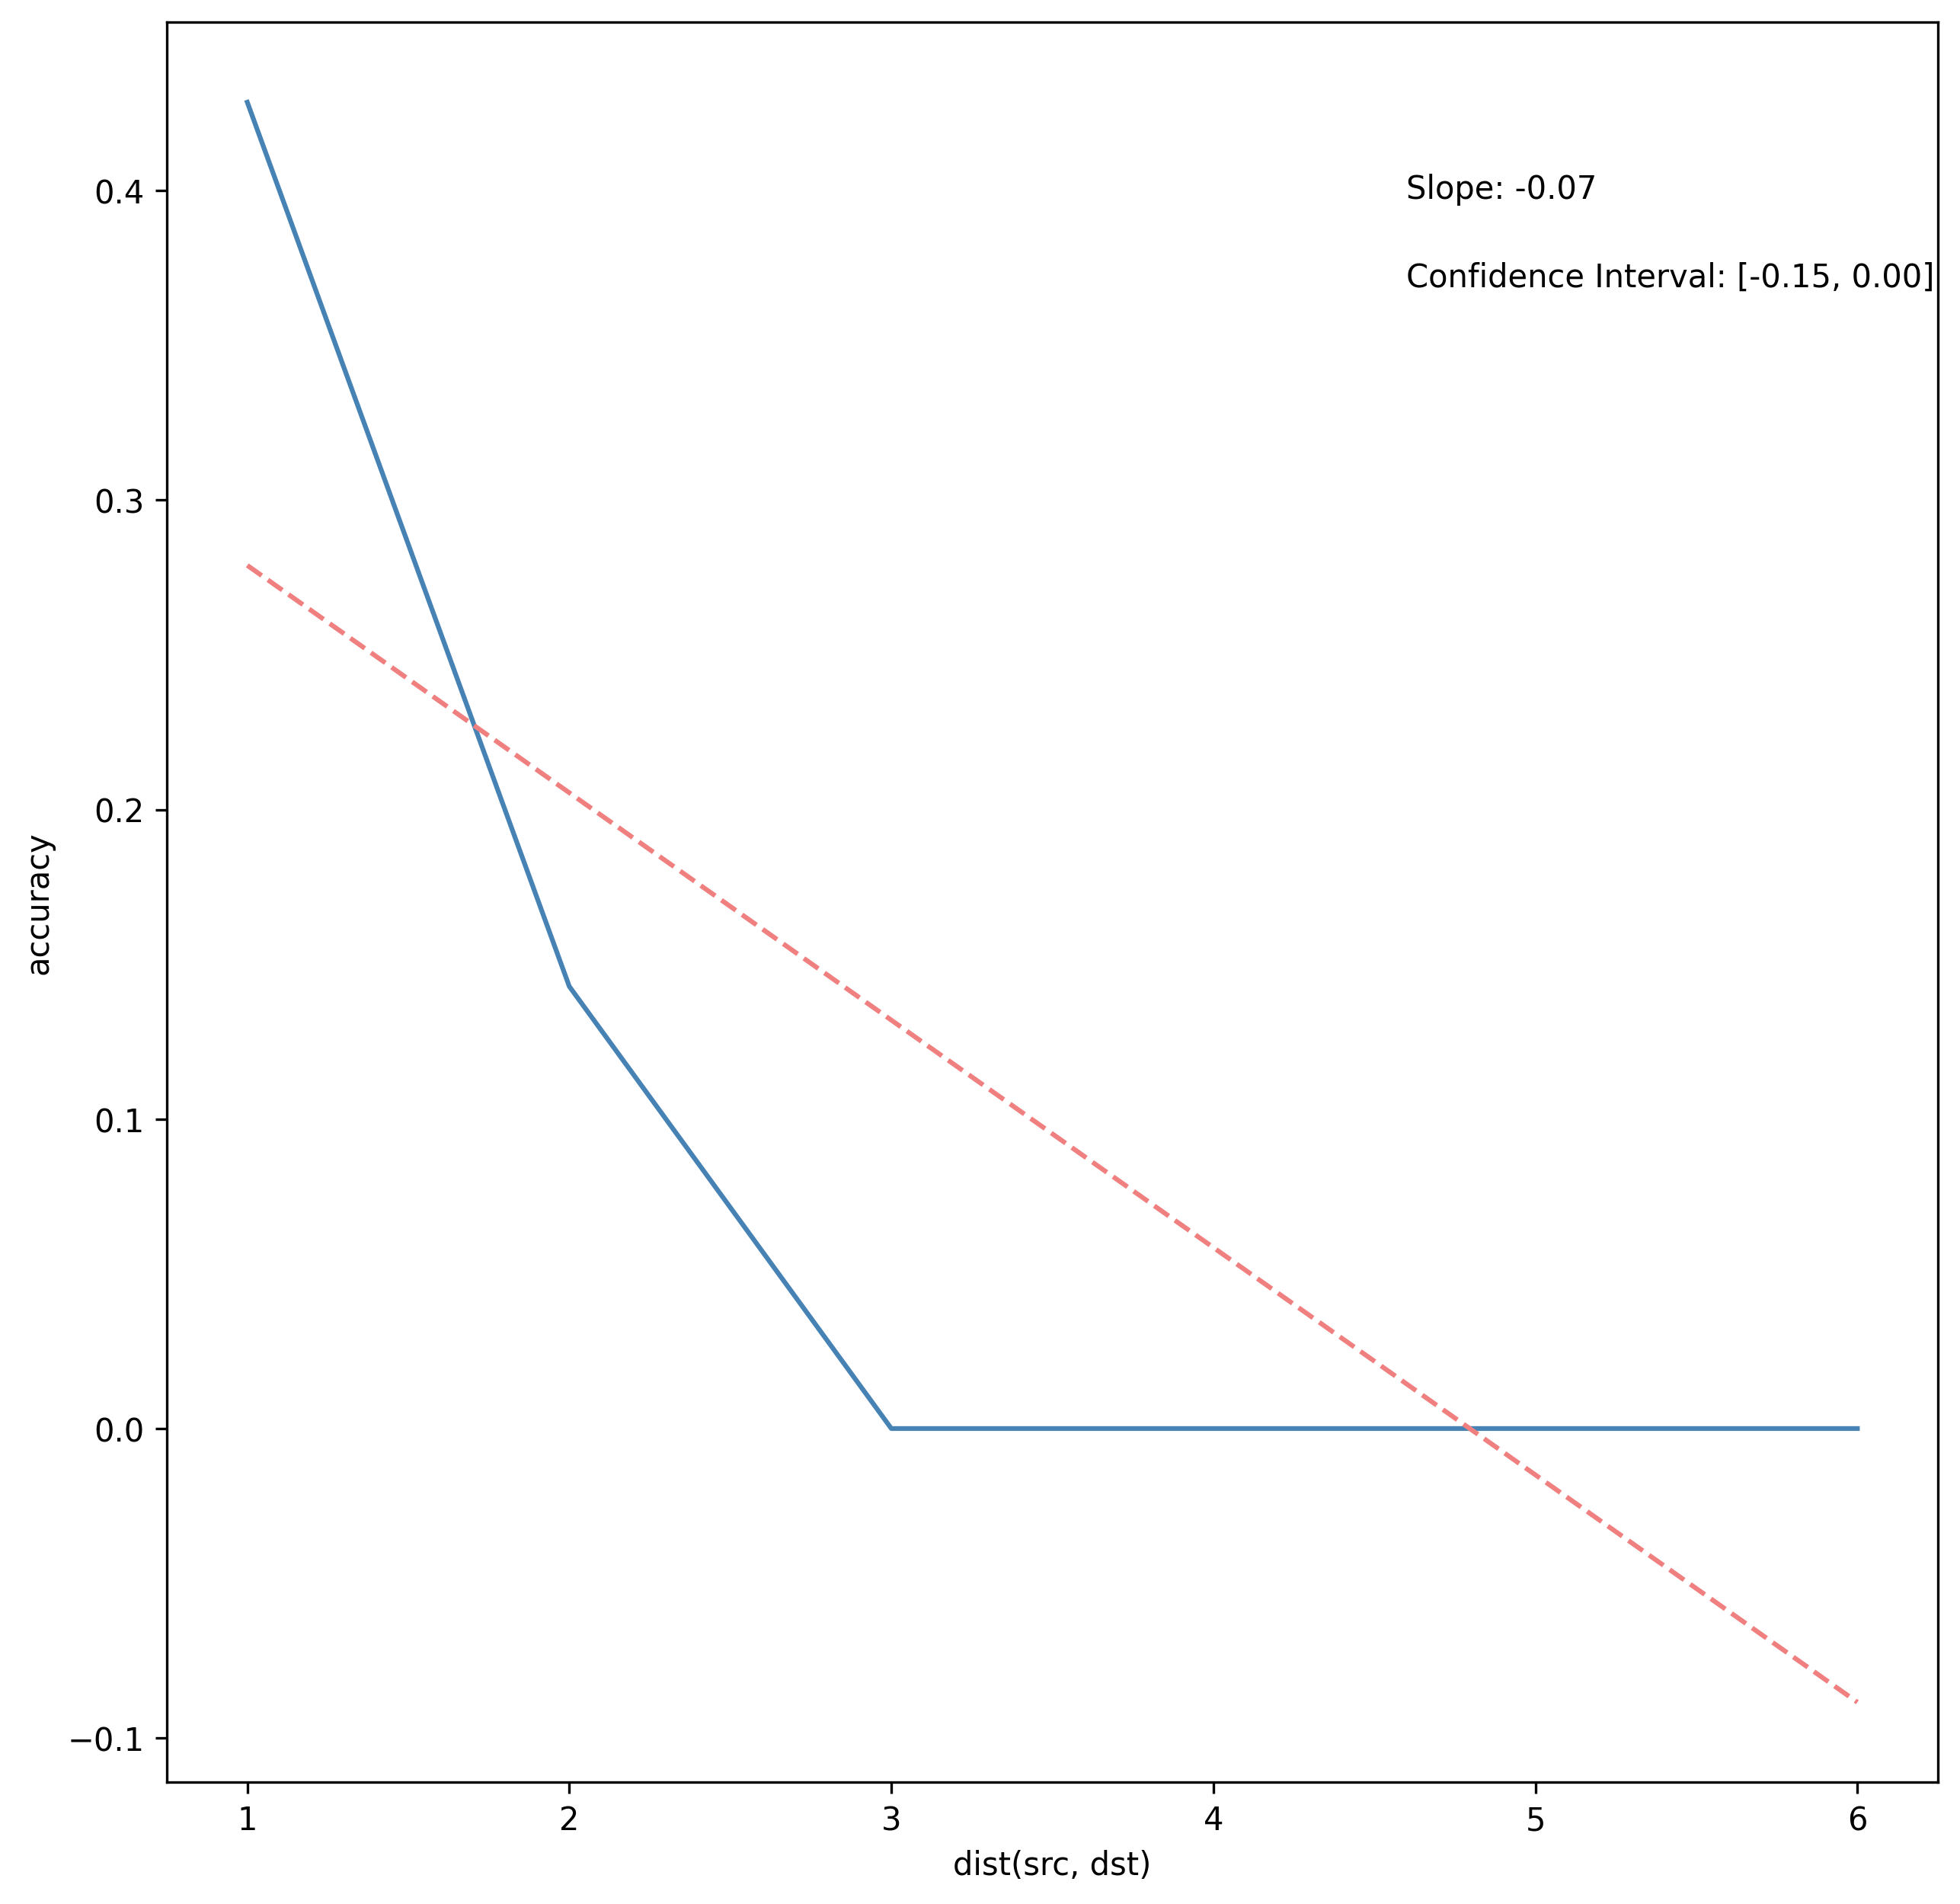 Slope: -0.07
Confidence Interval: [-0.15, 0.00]
0.4
0.3
0.2
0.1
0.0
−0.1
accuracy
1 2 3 4 5 6
dist(src, dst)